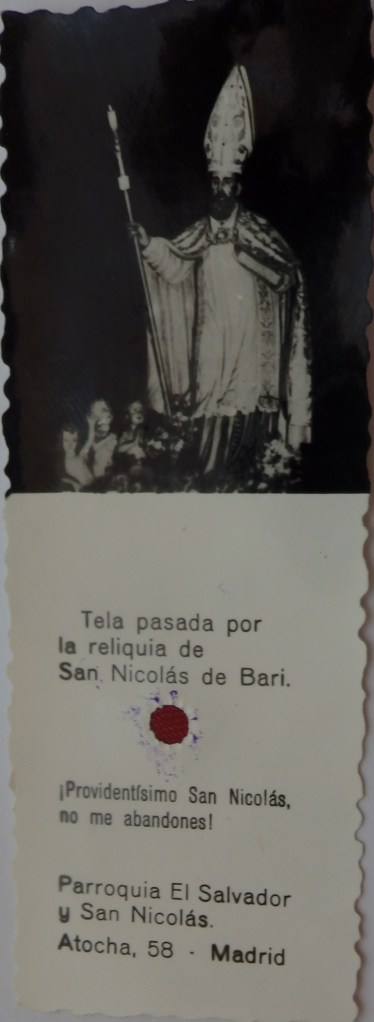 Tela pasada por
la reliquia de
San Nicolás de Bari.
¡Providentísimo San Nicolás,
no me abandones!
Parroquia El Salvador
y San Nicolás.
Atocha, 58 - Madrid